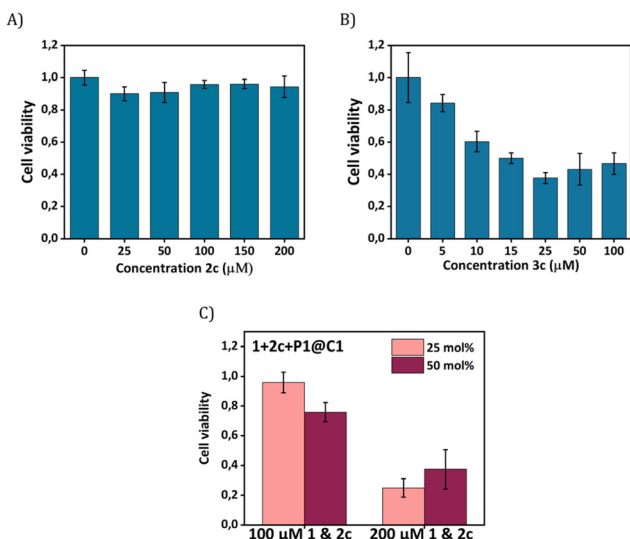 A)
1,2
1,0
0,8
0,6
0,4
0,2
0,0
Cell viability
0 25 50 100 150 200
Concentration 2c (μM)
B)
1,2
1,0
0,8
0,6
0,4
0,2
0,0
Cell viability
0 5 10 15 25 50 100
Concentration 3c (μM)
C)
1+2c+P1@C1
25 mol%
50 mol%
1,2
1,0
0,8
0,6
0,4
0,2
0,0
Cell viability
100 μM 1 & 2c 200 μM 1 & 2c